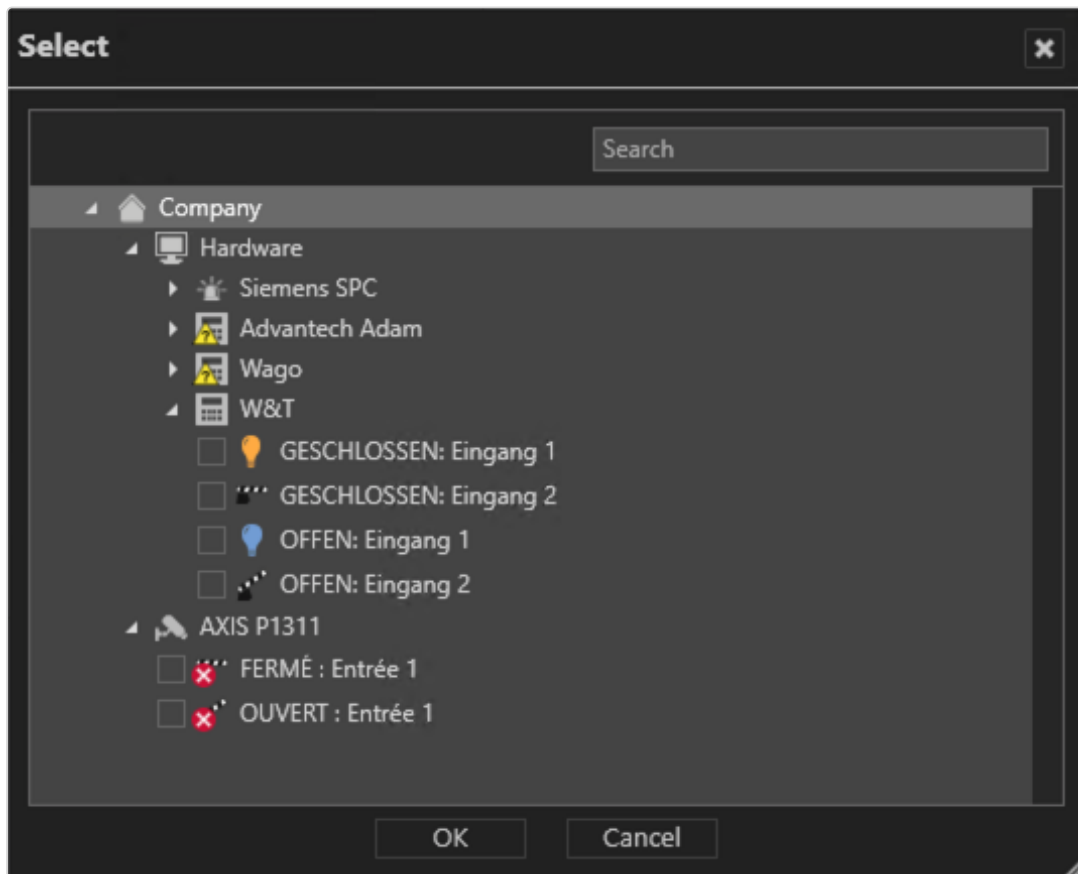 Select
Search
Company
Hardware
Siemens SPC
Advantech Adam
Wago
W&T
GESCHLOSSEN: Eingang 1
GESCHLOSSEN: Eingang 2
OFFEN: Eingang 1
OFFEN: Eingang 2
AXIS P1311
FERMÉ : Entrée 1
OUVERT : Entrée 1
OK Cancel